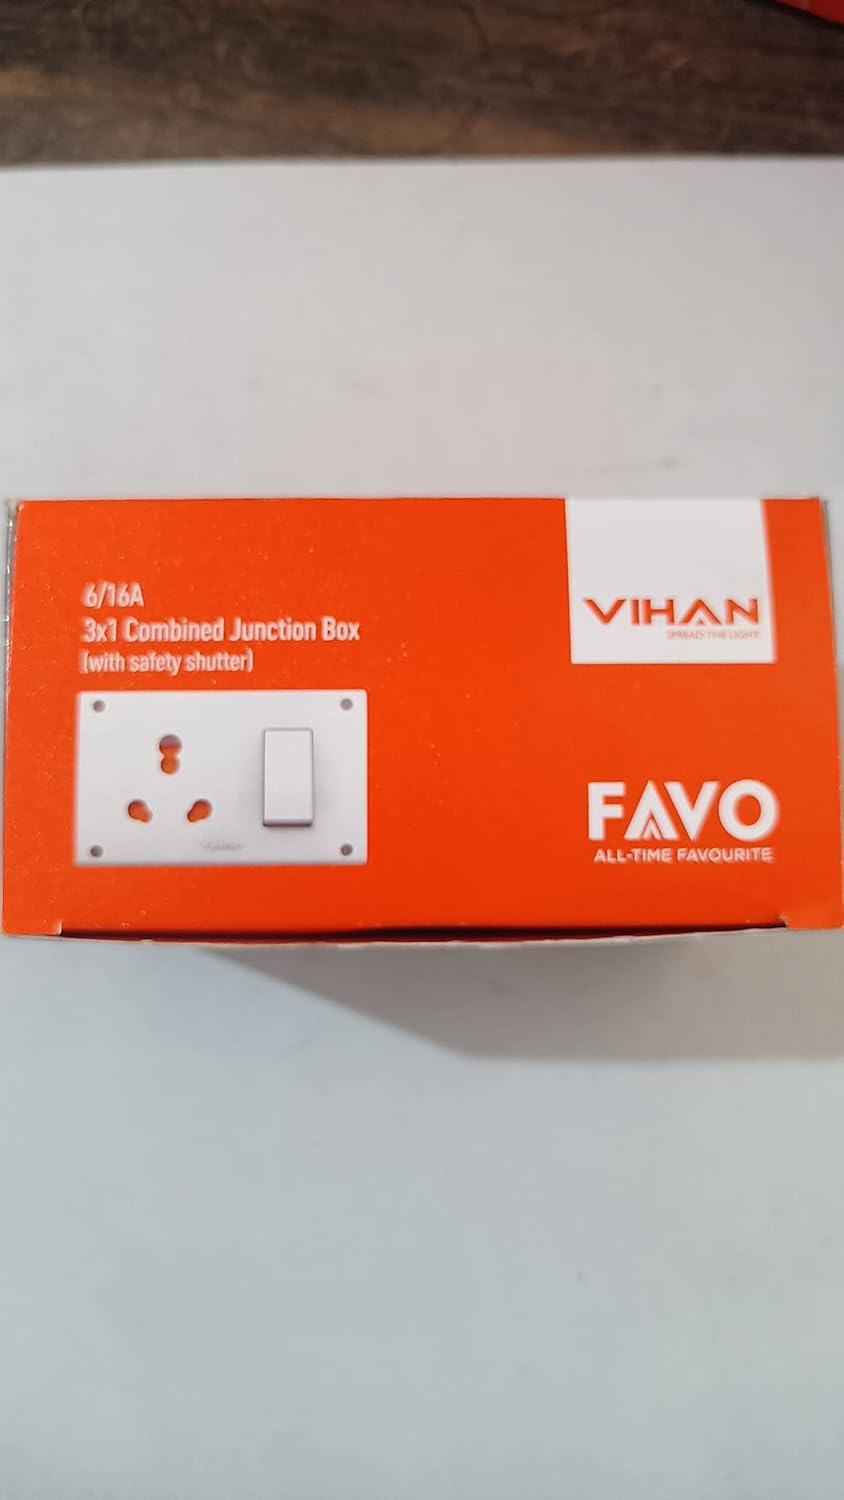 6/16A
3x1 Combined Junction Box
(with safety shutter)
VIHAN
SPREAD THE LIGHT
FAVO
ALL-TIME FAVOURITE